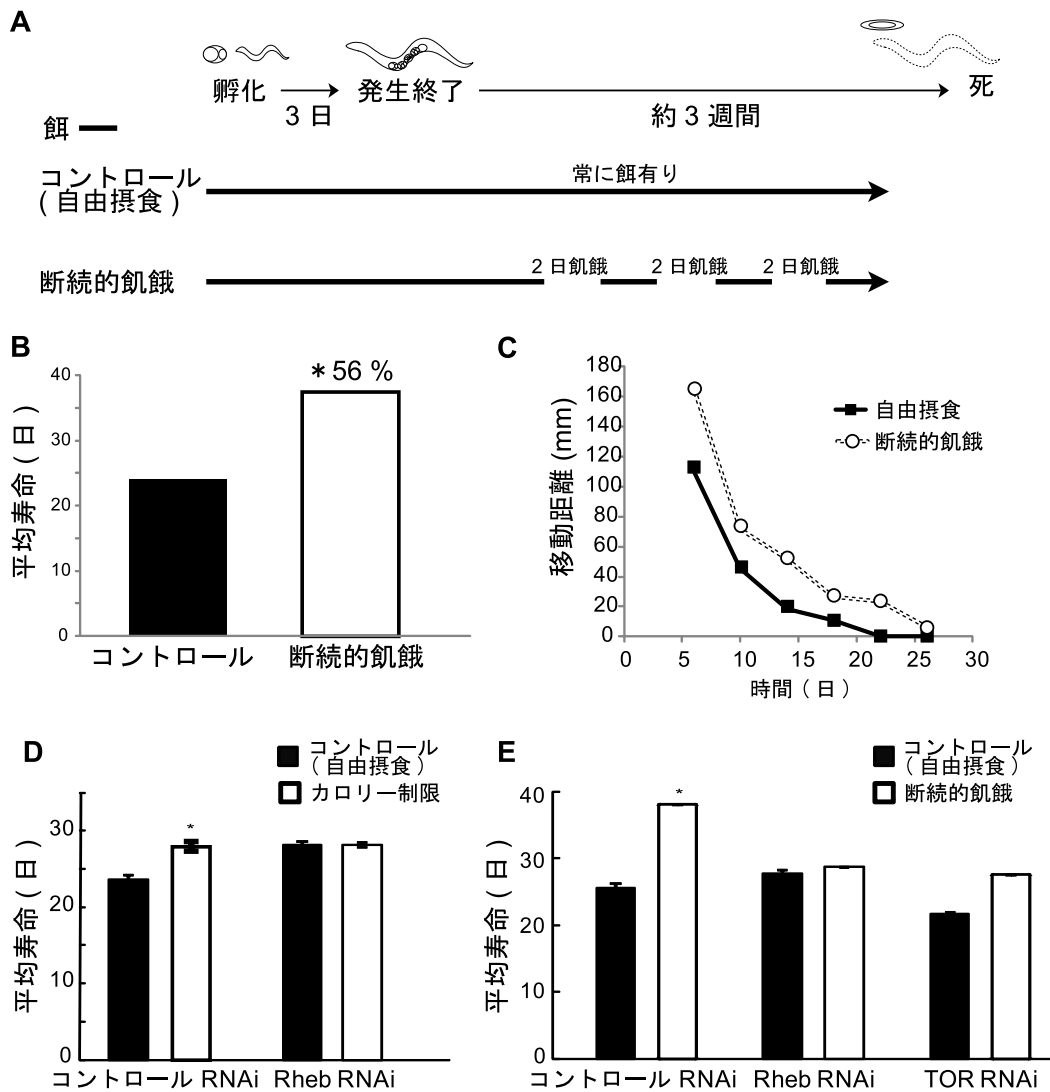 A
孵化
3 日
発生終了
約 3 週間
死
餌
コントロール
( 自由摂食 )
常に餌有り
断続的飢餓
2 日飢餓
2 日飢餓
2 日飢餓
B
平均寿命 ( 日 )
40
30
20
10
0
* 56 %
コントロール
断続的飢餓
C
移動距離 (mm)
180
160
140
120
100
80
60
40
20
0
0 5 10 15 20 25 30
時間 ( 日 )
自由摂食
断続的飢餓
D
コントロール
( 自由摂食 )
カロリー制限
平均寿命 ( 日 )
30
20
10
0
*
コントロール RNAi
Rheb RNAi
E
コントロール
( 自由摂食 )
断続的飢餓
平均寿命 ( 日 )
40
30
20
10
0
*
コントロール RNAi
Rheb RNAi
TOR RNAi